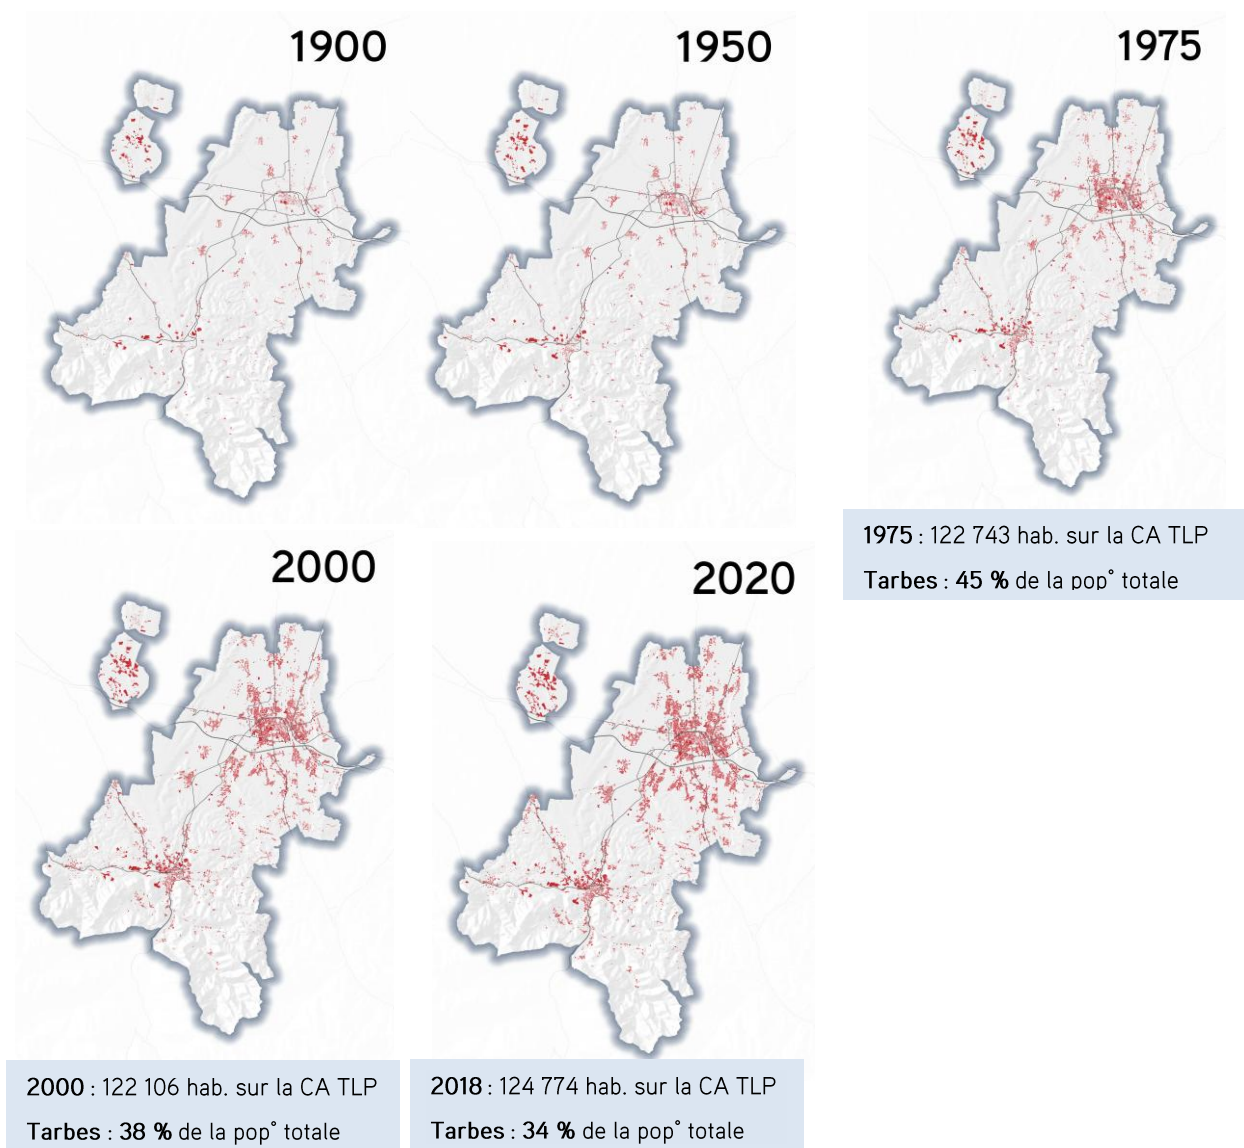 1900
1950
1975
1975 : 122 743 hab. sur la CA TLP
Tarbes : 45 % de la pop° totale
2000
2020
2000 : 122 106 hab. sur la CA TLP
Tarbes : 38 % de la pop° totale
2018 : 124 774 hab. sur la CA TLP
Tarbes : 34 % de la pop° totale